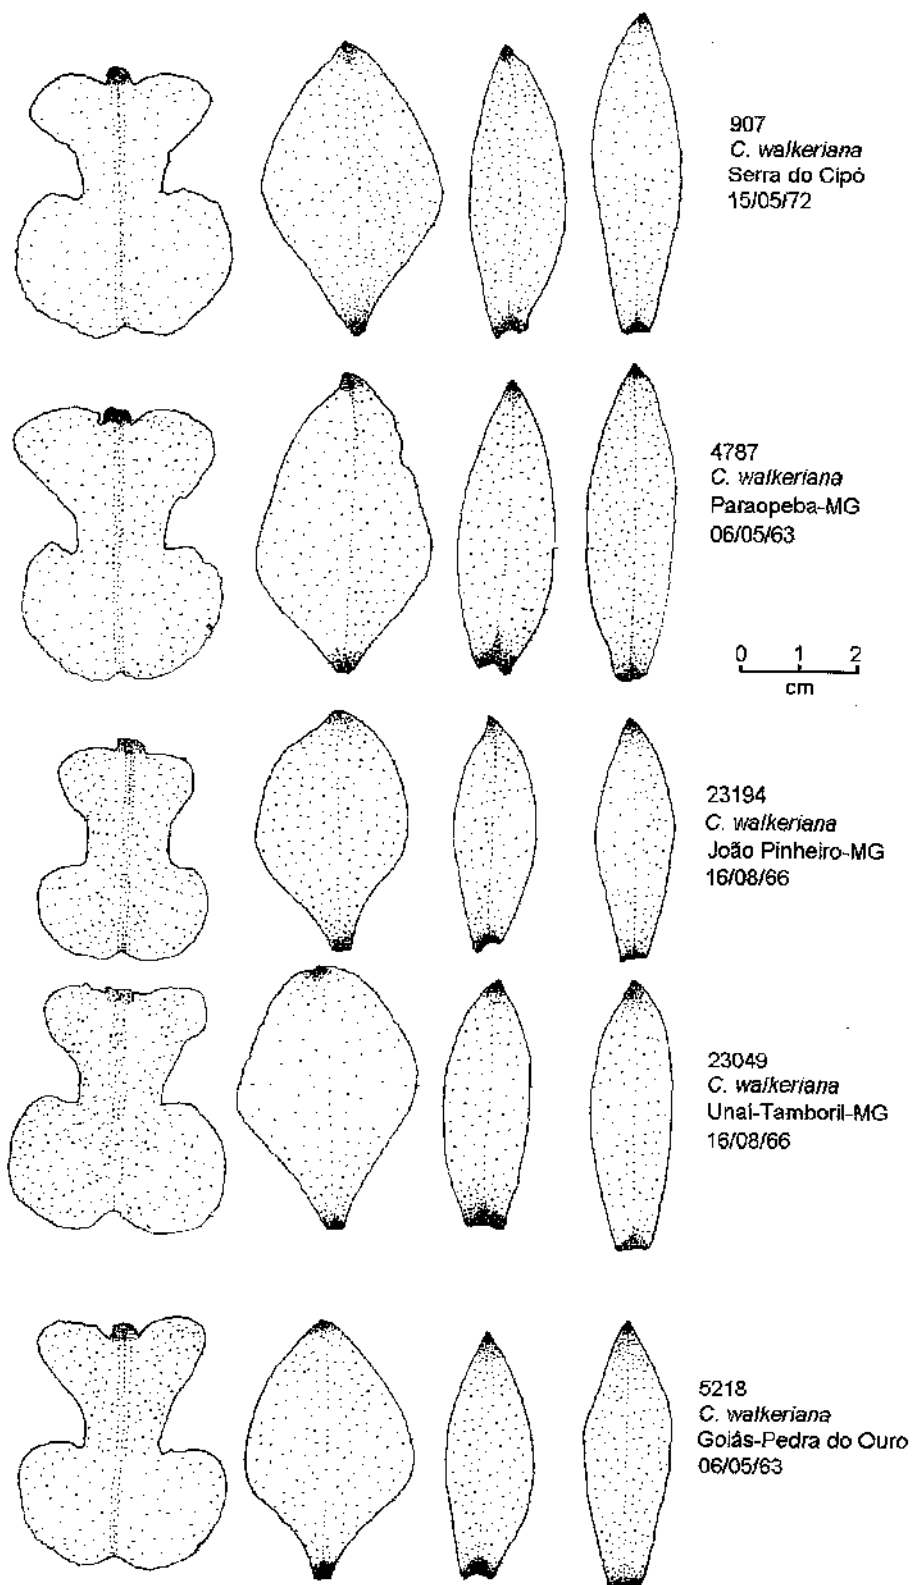 907
C. walkeriana
Serra do Cipó
15/05/72
4787
C. walkeriana
Paraopeba-MG
06/05/63
0 1 2
cm
23194
C. walkeriana
João Pinheiro-MG
16/08/66
23049
C. walkeriana
Unaí-Tamboril-MG
16/08/66
5218
C. walkeriana
Goiás-Pedra do Ouro
06/05/63